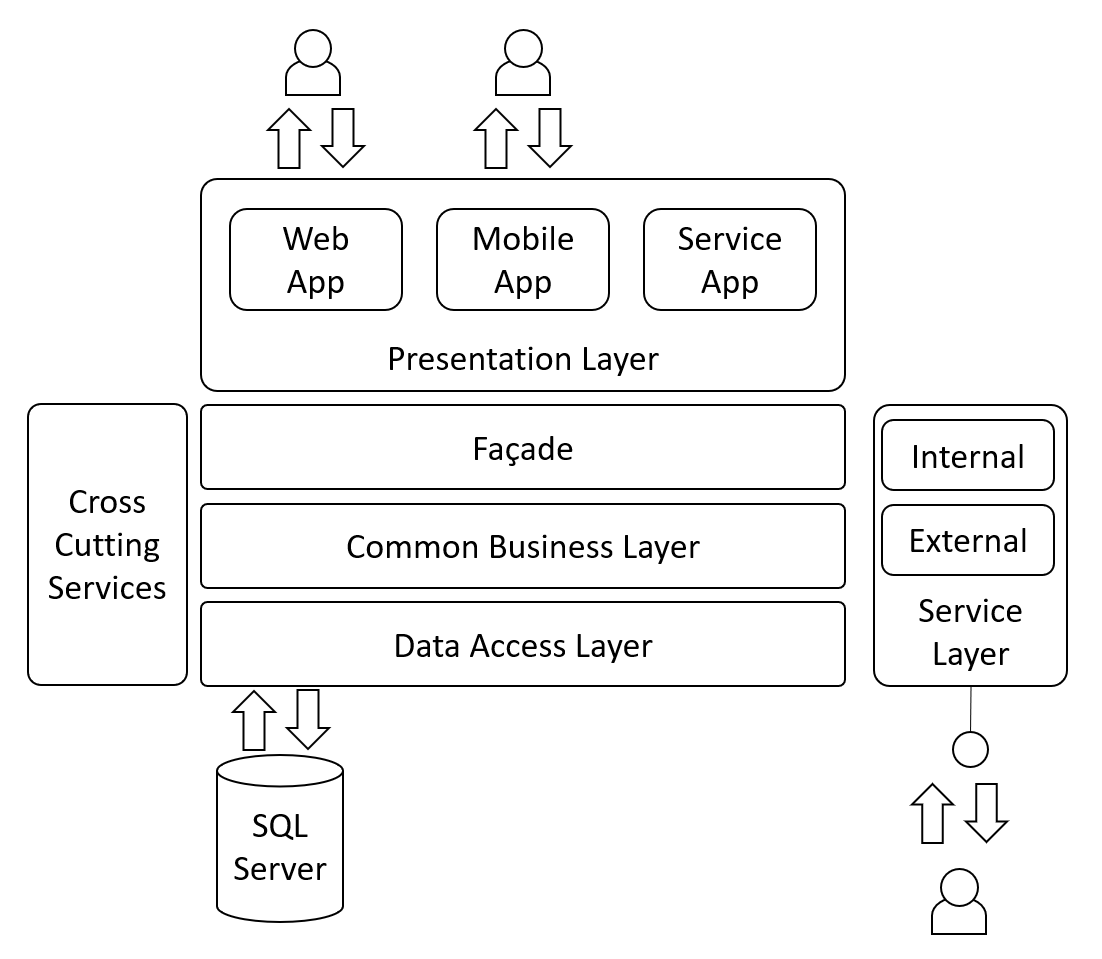 Web
App
Mobile
App
Service
App
Presentation Layer
Façade
Common Business Layer
Data Access Layer
Cross
Cutting
Services
Internal
External
Service
Layer
SQL
Server